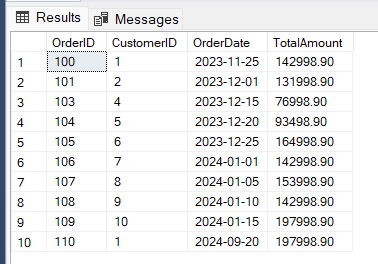 Results Messages
OrderID CustomerID OrderDate TotalAmount
1 100 1 2023-11-25 142998.90
2 101 2 2023-12-01 131998.90
3 103 4 2023-12-15 76998.90
4 104 5 2023-12-20 93498.90
5 105 6 2023-12-25 164998.90
6 106 7 2024-01-01 142998.90
7 107 8 2024-01-05 153998.90
8 108 9 2024-01-10 142998.90
9 109 10 2024-01-15 197998.90
10 110 1 2024-09-20 197998.90